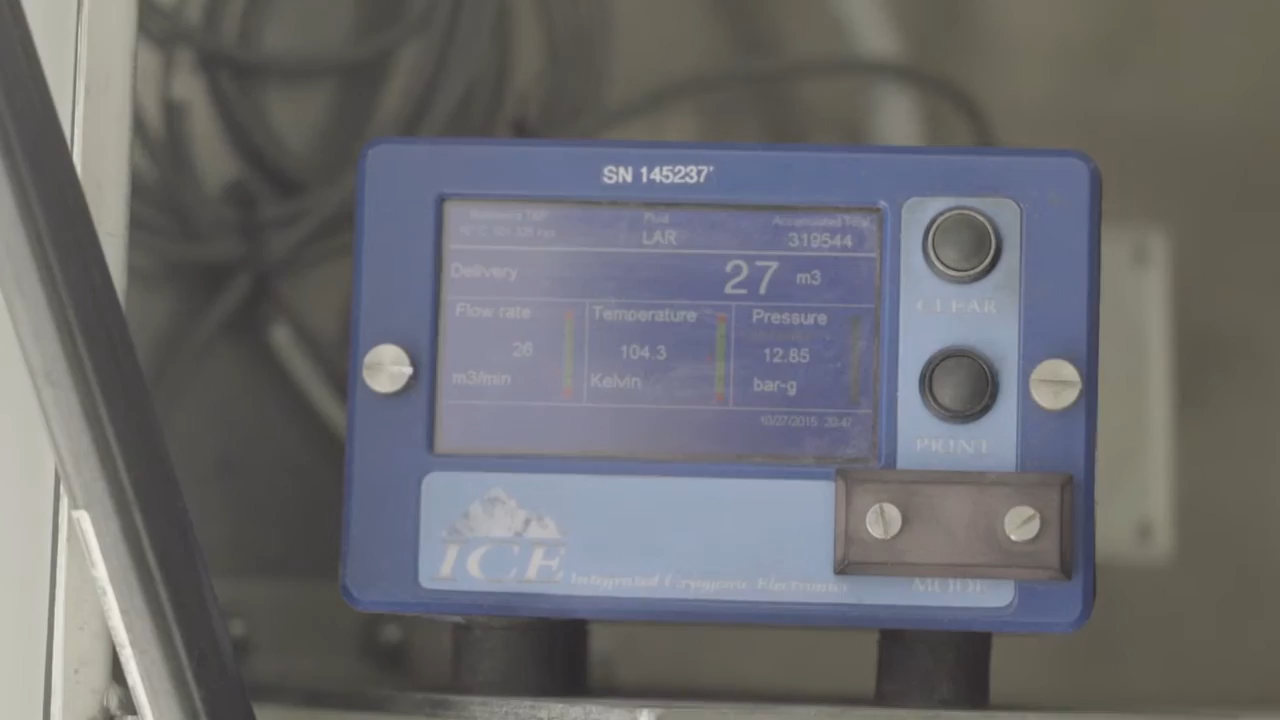 SN 145237
Fluid
Accumulated Total
LAR
319544
Delivery
27 m3
Flow rate
Temperature
Pressure
26
104.3
12.85
m3/min
Kelvin
bar-g
10/27/2015 20:47
CLEAR
PRINT
ICE Integrated Cryogenic Electronics
MODE